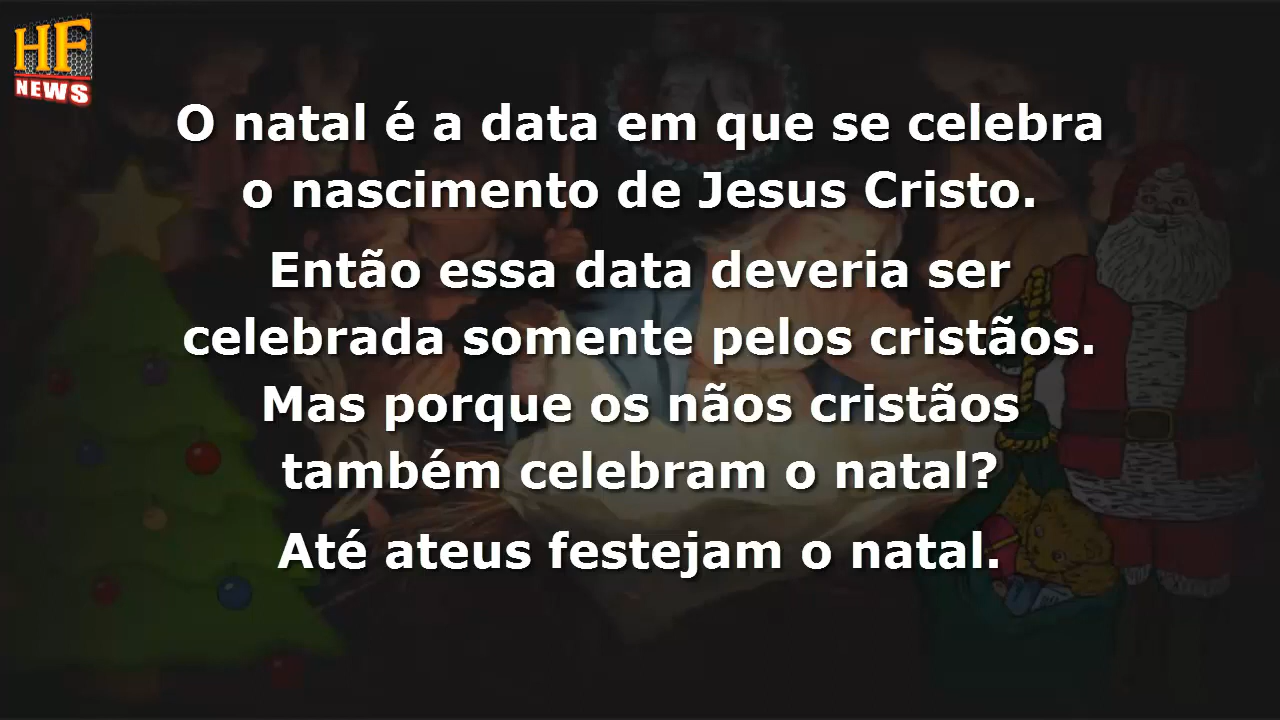 HF
NEWS
O natal é a data em que se celebra
o nascimento de Jesus Cristo.
Então essa data deveria ser
celebrada somente pelos cristãos.
Mas porque os nãos cristãos
também celebram o natal?
Até ateus festejam o natal.